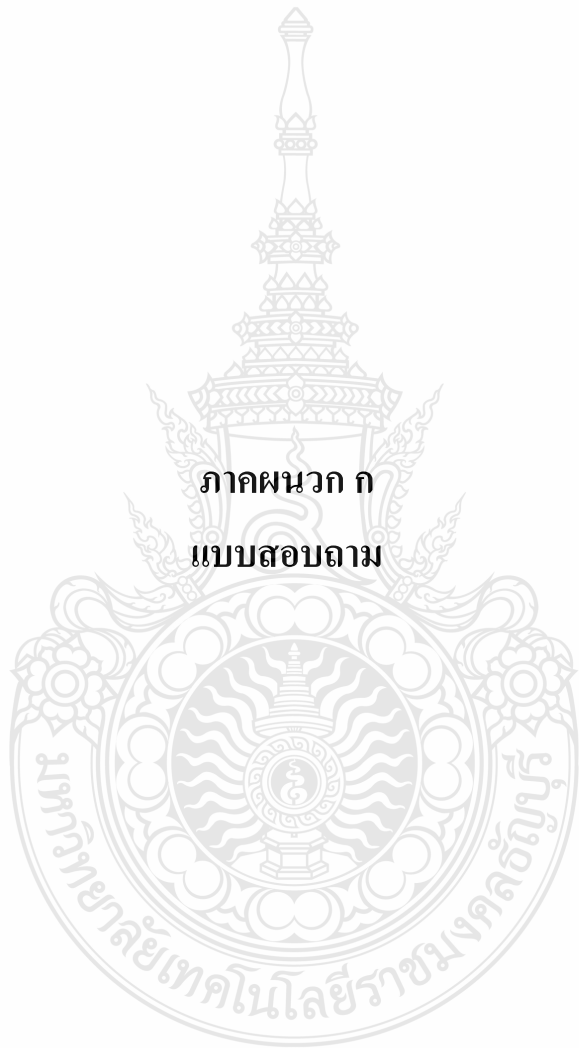 ภาคผนวก ก
แบบสอบถาม
มหาวิทยาลัยเทคโนโลยีราชมงคลธัญบุรี